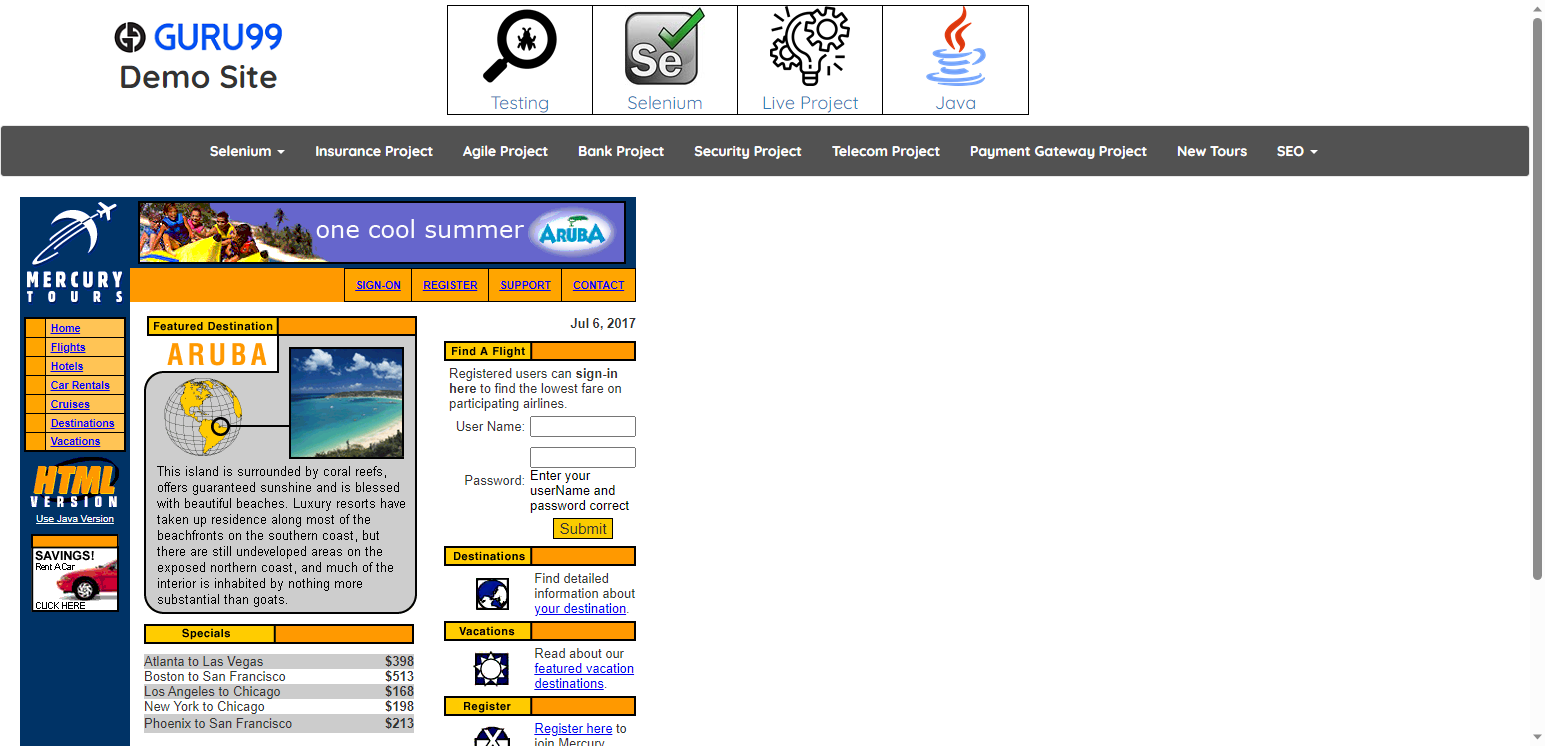 GURU99
Demo Site
Testing
Se
Selenium
Live Project
Java
Selenium
Insurance Project
Agile Project
Bank Project
Security Project
Telecom Project
Payment Gateway Project
New Tours
SEO
MERCURY
TOURS
one cool summer
ARUBA
SIGN-ON
REGISTER
SUPPORT
CONTACT
Home
Flights
Hotels
Car Rentals
Cruises
Destinations
Vacations
HTML
VERSION
Use Java Version
SAVINGS!
Rent A Car
CLICK HERE
Featured Destination
ARUBA
This island is surrounded by coral reefs,
offers guaranteed sunshine and is blessed
with beautiful beaches. Luxury resorts have
taken up residence along most of the
beachfronts on the southern coast, but
there are still undeveloped areas on the
exposed northern coast, and much of the
interior is inhabited by nothing more
substantial than goats.
Specials
Atlanta to Las Vegas $398
Boston to San Francisco $513
Los Angeles to Chicago $168
New York to Chicago $198
Phoenix to San Francisco $213
Jul 6, 2017
Find A Flight
Registered users can sign-in
here to find the lowest fare on
participating airlines.
User Name:
Password:
Enter your
userName and
password correct
Submit
Destinations
Find detailed
information about
your destination.
Vacations
Read about our
featured vacation
destinations.
Register
Register here to
join Mercury